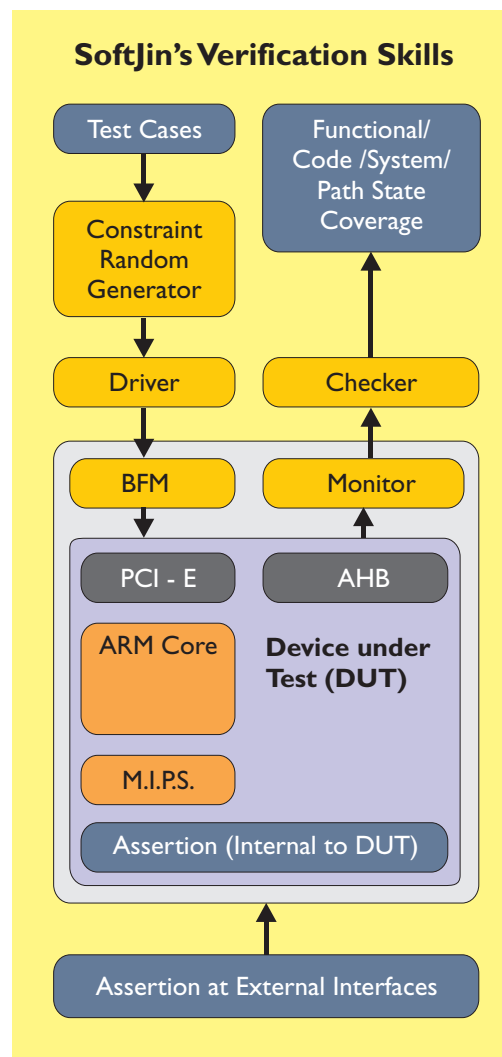 SoftJin's Verification Skills
Test Cases
Constraint
Random
Generator
Driver
BFM
Functional/
Code /System/
Path State
Coverage
Checker
Monitor
PCI - E
AHB
ARM Core
Device under
Test (DUT)
M.I.P.S.
Assertion (Internal to DUT)
Assertion at External Interfaces